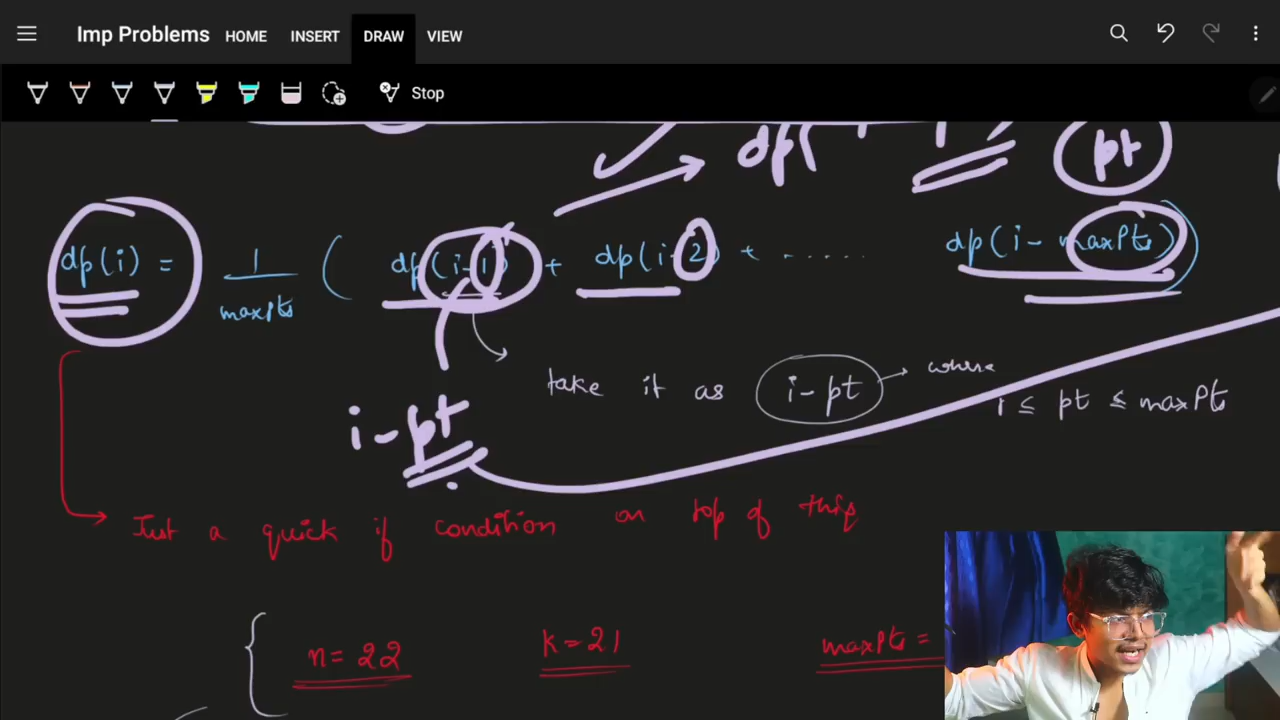 Imp Problems HOME INSERT DRAW VIEW
Stop
dp(
pt
dp(i) = 1/maxPts ( dp(i-1) + dp(i-2) + ...... dp(i-maxPts) )
take it as i-pt where
1 ≤ pt ≤ maxPts
i-pt
Just a quick if condition on top of this
n=22 k=21 maxPts =